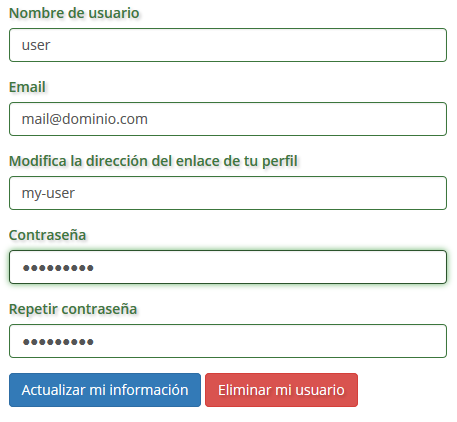 Nombre de usuario
user
Email
mail@dominio.com
Modifica la dirección del enlace de tu perfil
my-user
Contraseña
●●●●●●●●●
Repetir contraseña
●●●●●●●●●
Actualizar mi información Eliminar mi usuario